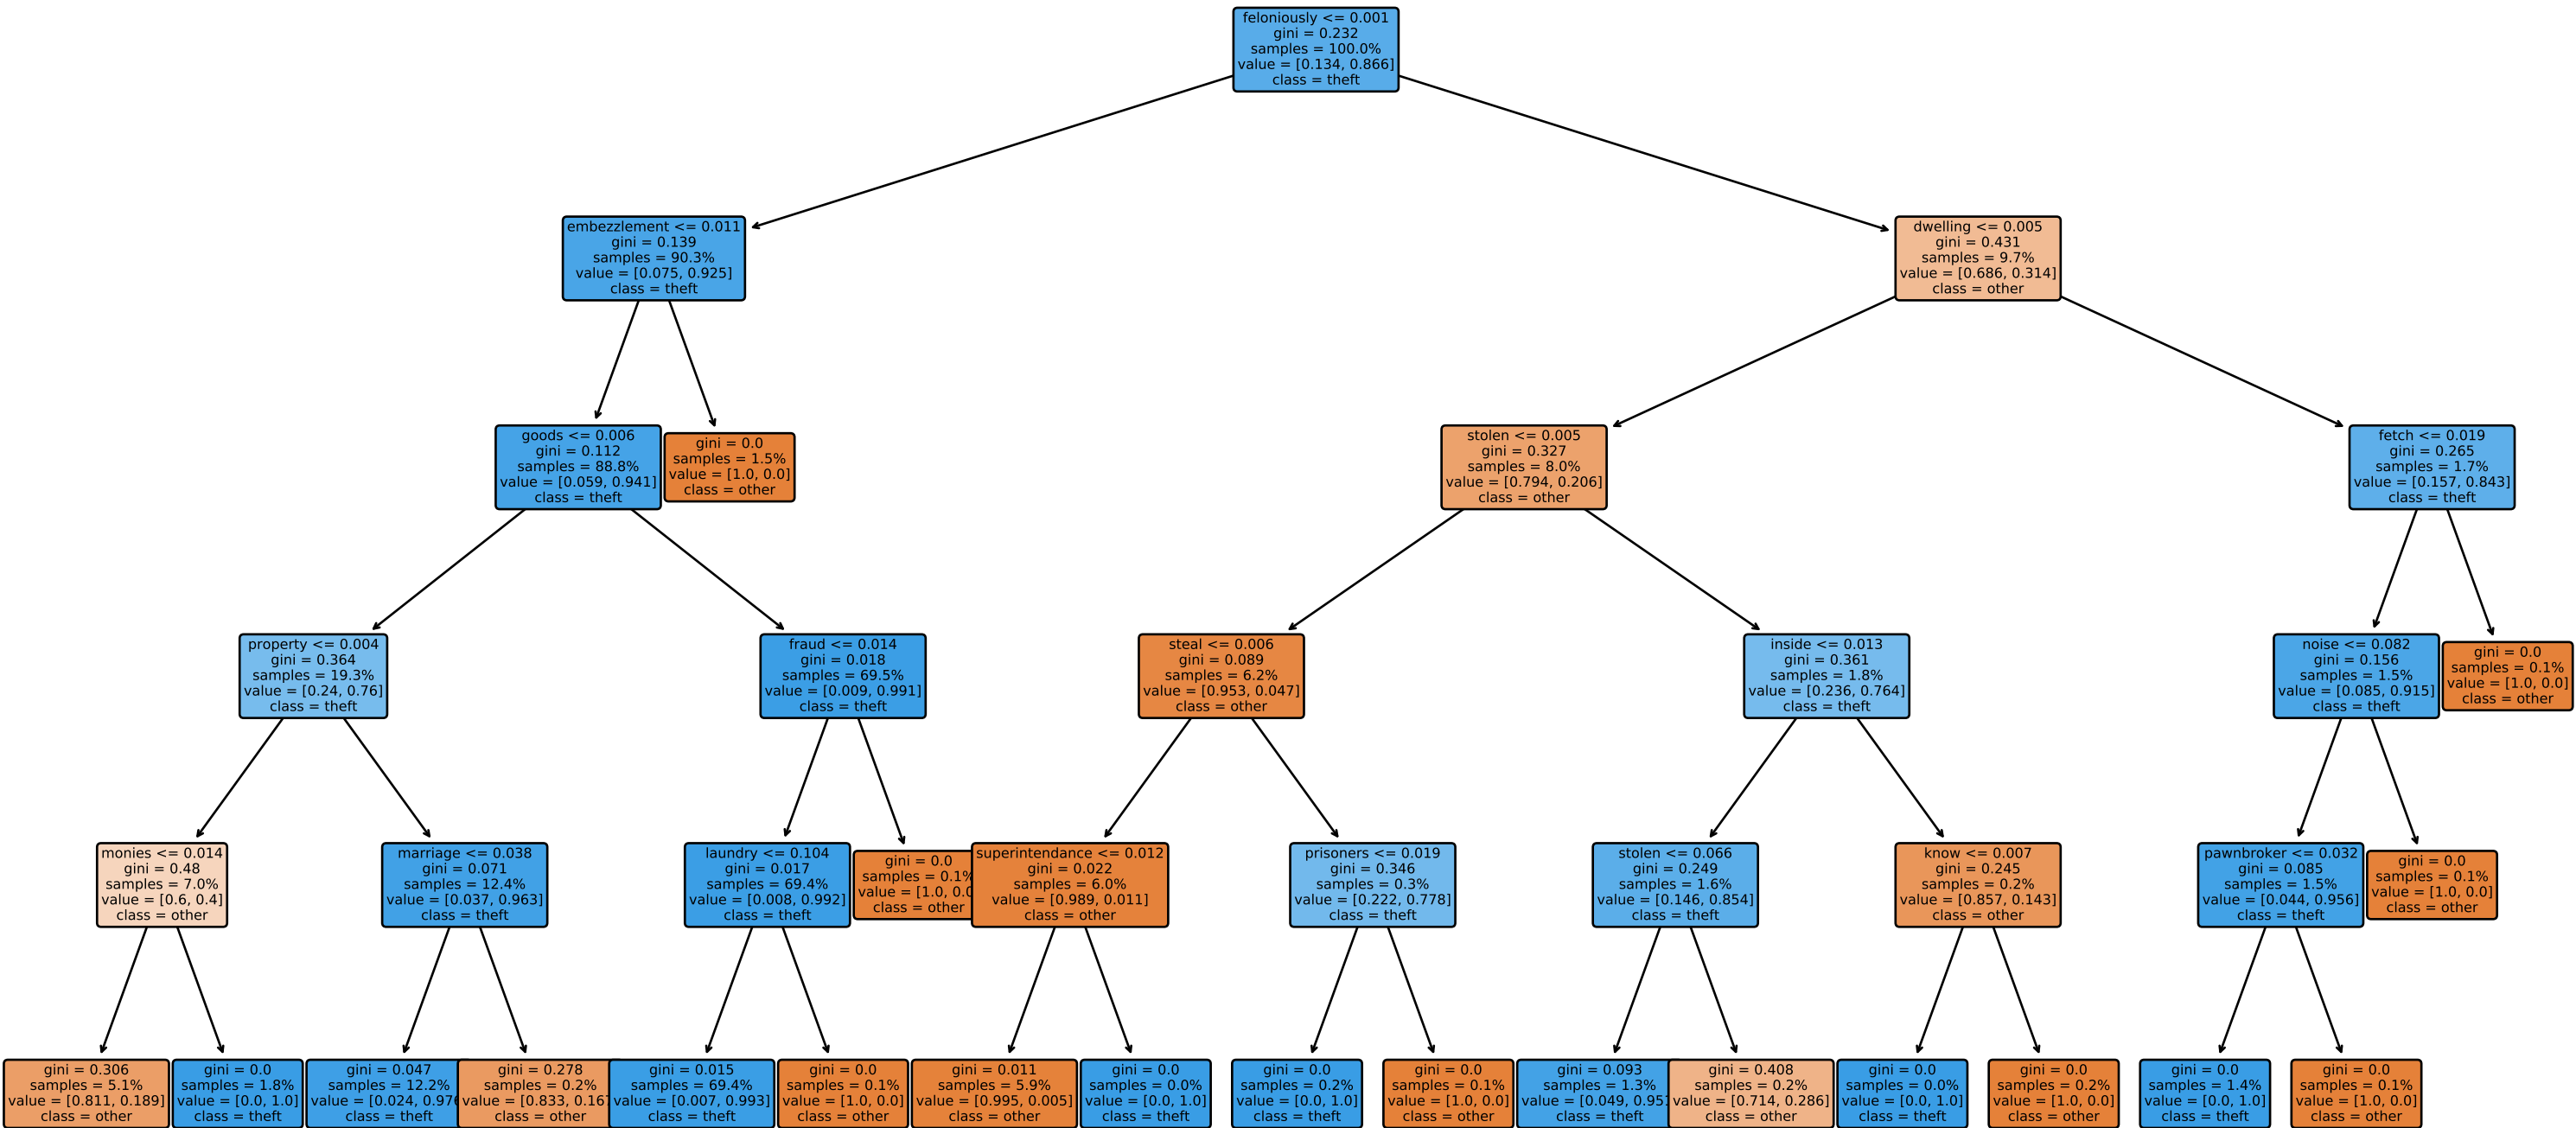 feloniously <= 0.001
gini = 0.232
samples = 100.0%
value = [0.134, 0.866]
class = theft
embezzlement <= 0.011
gini = 0.139
samples = 90.3%
value = [0.075, 0.925]
class = theft
dwelling <= 0.005
gini = 0.431
samples = 9.7%
value = [0.686, 0.314]
class = other
goods <= 0.006
gini = 0.112
samples = 88.8%
value = [0.059, 0.941]
class = theft
gini = 0.0
samples = 1.5%
value = [1.0, 0.0]
class = other
stolen <= 0.005
gini = 0.327
samples = 8.0%
value = [0.794, 0.206]
class = other
fetch <= 0.019
gini = 0.265
samples = 1.7%
value = [0.157, 0.843]
class = theft
property <= 0.004
gini = 0.364
samples = 19.3%
value = [0.24, 0.76]
class = theft
fraud <= 0.014
gini = 0.018
samples = 69.5%
value = [0.009, 0.991]
class = theft
steal <= 0.006
gini = 0.089
samples = 6.2%
value = [0.953, 0.047]
class = other
inside <= 0.013
gini = 0.361
samples = 1.8%
value = [0.236, 0.764]
class = theft
noise <= 0.082
gini = 0.156
samples = 1.5%
value = [0.085, 0.915]
class = theft
gini = 0.0
samples = 0.1%
value = [1.0, 0.0]
class = other
monies <= 0.014
gini = 0.48
samples = 7.0%
value = [0.6, 0.4]
class = other
marriage <= 0.038
gini = 0.071
samples = 12.4%
value = [0.037, 0.963]
class = theft
laundry <= 0.104
gini = 0.017
samples = 69.4%
value = [0.008, 0.992]
class = theft
gini = 0.0
samples = 0.1%
value = [1.0, 0.0
class = other
superintendance <= 0.012
gini = 0.022
samples = 6.0%
value = [0.989, 0.011]
class = other
prisoners <= 0.019
gini = 0.346
samples = 0.3%
value = [0.222, 0.778]
class = theft
stolen <= 0.066
gini = 0.249
samples = 1.6%
value = [0.146, 0.854]
class = theft
know <= 0.007
gini = 0.245
samples = 0.2%
value = [0.857, 0.143]
class = other
pawnbroker <= 0.032
gini = 0.085
samples = 1.5%
value = [0.044, 0.956]
class = theft
gini = 0.0
samples = 0.1%
value = [1.0, 0.0]
class = other
gini = 0.306
samples = 5.1%
value = [0.811, 0.189]
class = other
gini = 0.0
samples = 1.8%
value = [0.0, 1.0]
class = theft
gini = 0.047
samples = 12.2%
value = [0.024, 0.976
class = theft
gini = 0.278
samples = 0.2%
value = [0.833, 0.167
class = other
gini = 0.015
samples = 69.4%
value = [0.007, 0.993]
class = theft
gini = 0.0
samples = 0.1%
value = [1.0, 0.0]
class = other
gini = 0.011
samples = 5.9%
value = [0.995, 0.005]
class = other
gini = 0.0
samples = 0.0%
value = [0.0, 1.0]
class = theft
gini = 0.0
samples = 0.2%
value = [0.0, 1.0]
class = theft
gini = 0.0
samples = 0.1%
value = [1.0, 0.0]
class = other
gini = 0.093
samples = 1.3%
value = [0.049, 0.951
class = theft
gini = 0.408
samples = 0.2%
value = [0.714, 0.286]
class = other
gini = 0.0
samples = 0.0%
value = [0.0, 1.0]
class = theft
gini = 0.0
samples = 0.2%
value = [1.0, 0.0]
class = other
gini = 0.0
samples = 1.4%
value = [0.0, 1.0]
class = theft
gini = 0.0
samples = 0.1%
value = [1.0, 0.0]
class = other